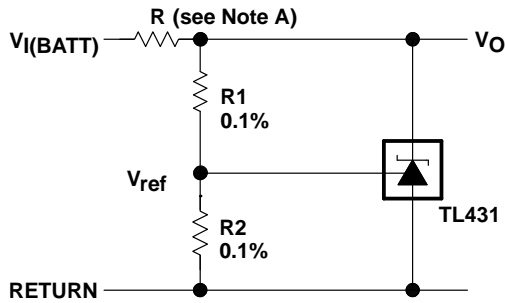 R (see Note A)
VI(BATT)
VO
R1
0.1%
Vref
TL431
R2
0.1%
RETURN